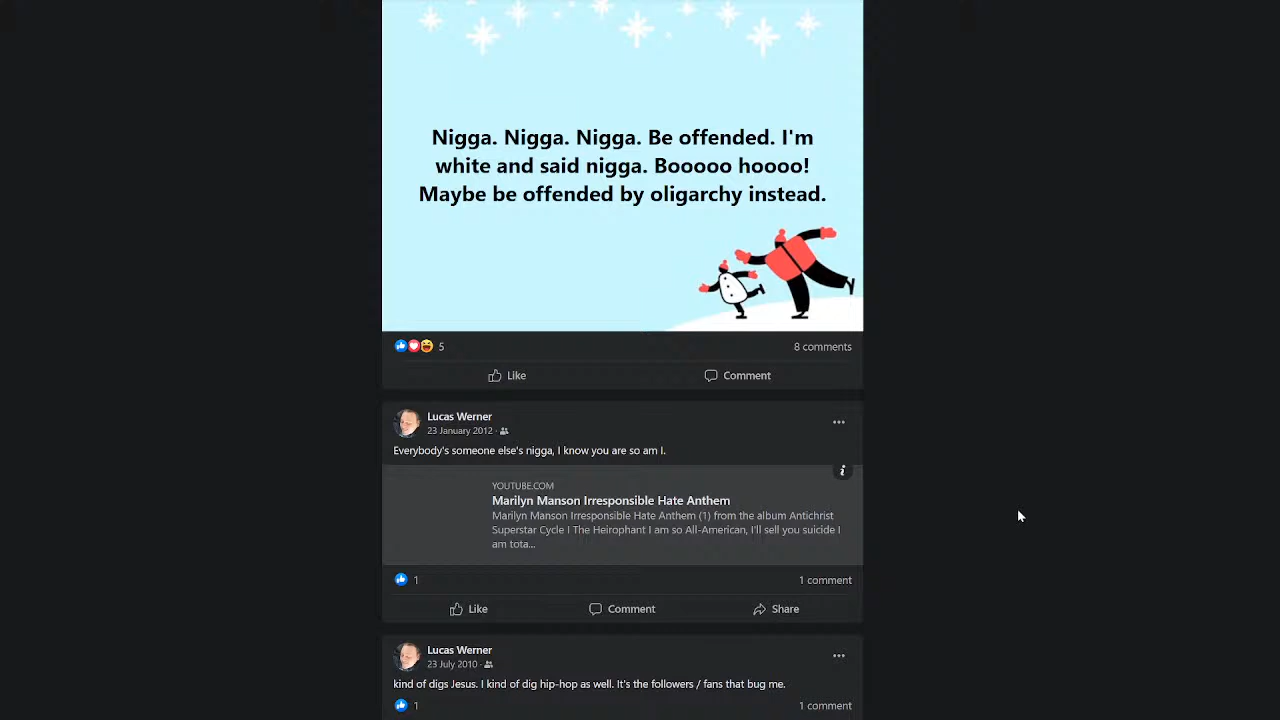 Nigga. Nigga. Nigga. Be offended. I'm
white and said nigga. Booooo hoooo!
Maybe be offended by oligarchy instead.
5
8 comments
Like
Comment
Lucas Werner
23 January 2012 ·
Everybody's someone else's nigga, I know you are so am I.
YOUTUBE.COM
Marilyn Manson Irresponsible Hate Anthem
Marilyn Manson Irresponsible Hate Anthem (1) from the album Antichrist
Superstar Cycle I The Heirophant I am so All-American, I'll sell you suicide I
am tota...
1
1 comment
Like
Comment
Share
Lucas Werner
23 July 2010 ·
kind of digs Jesus. I kind of dig hip-hop as well. It's the followers / fans that bug me.
1
1 comment